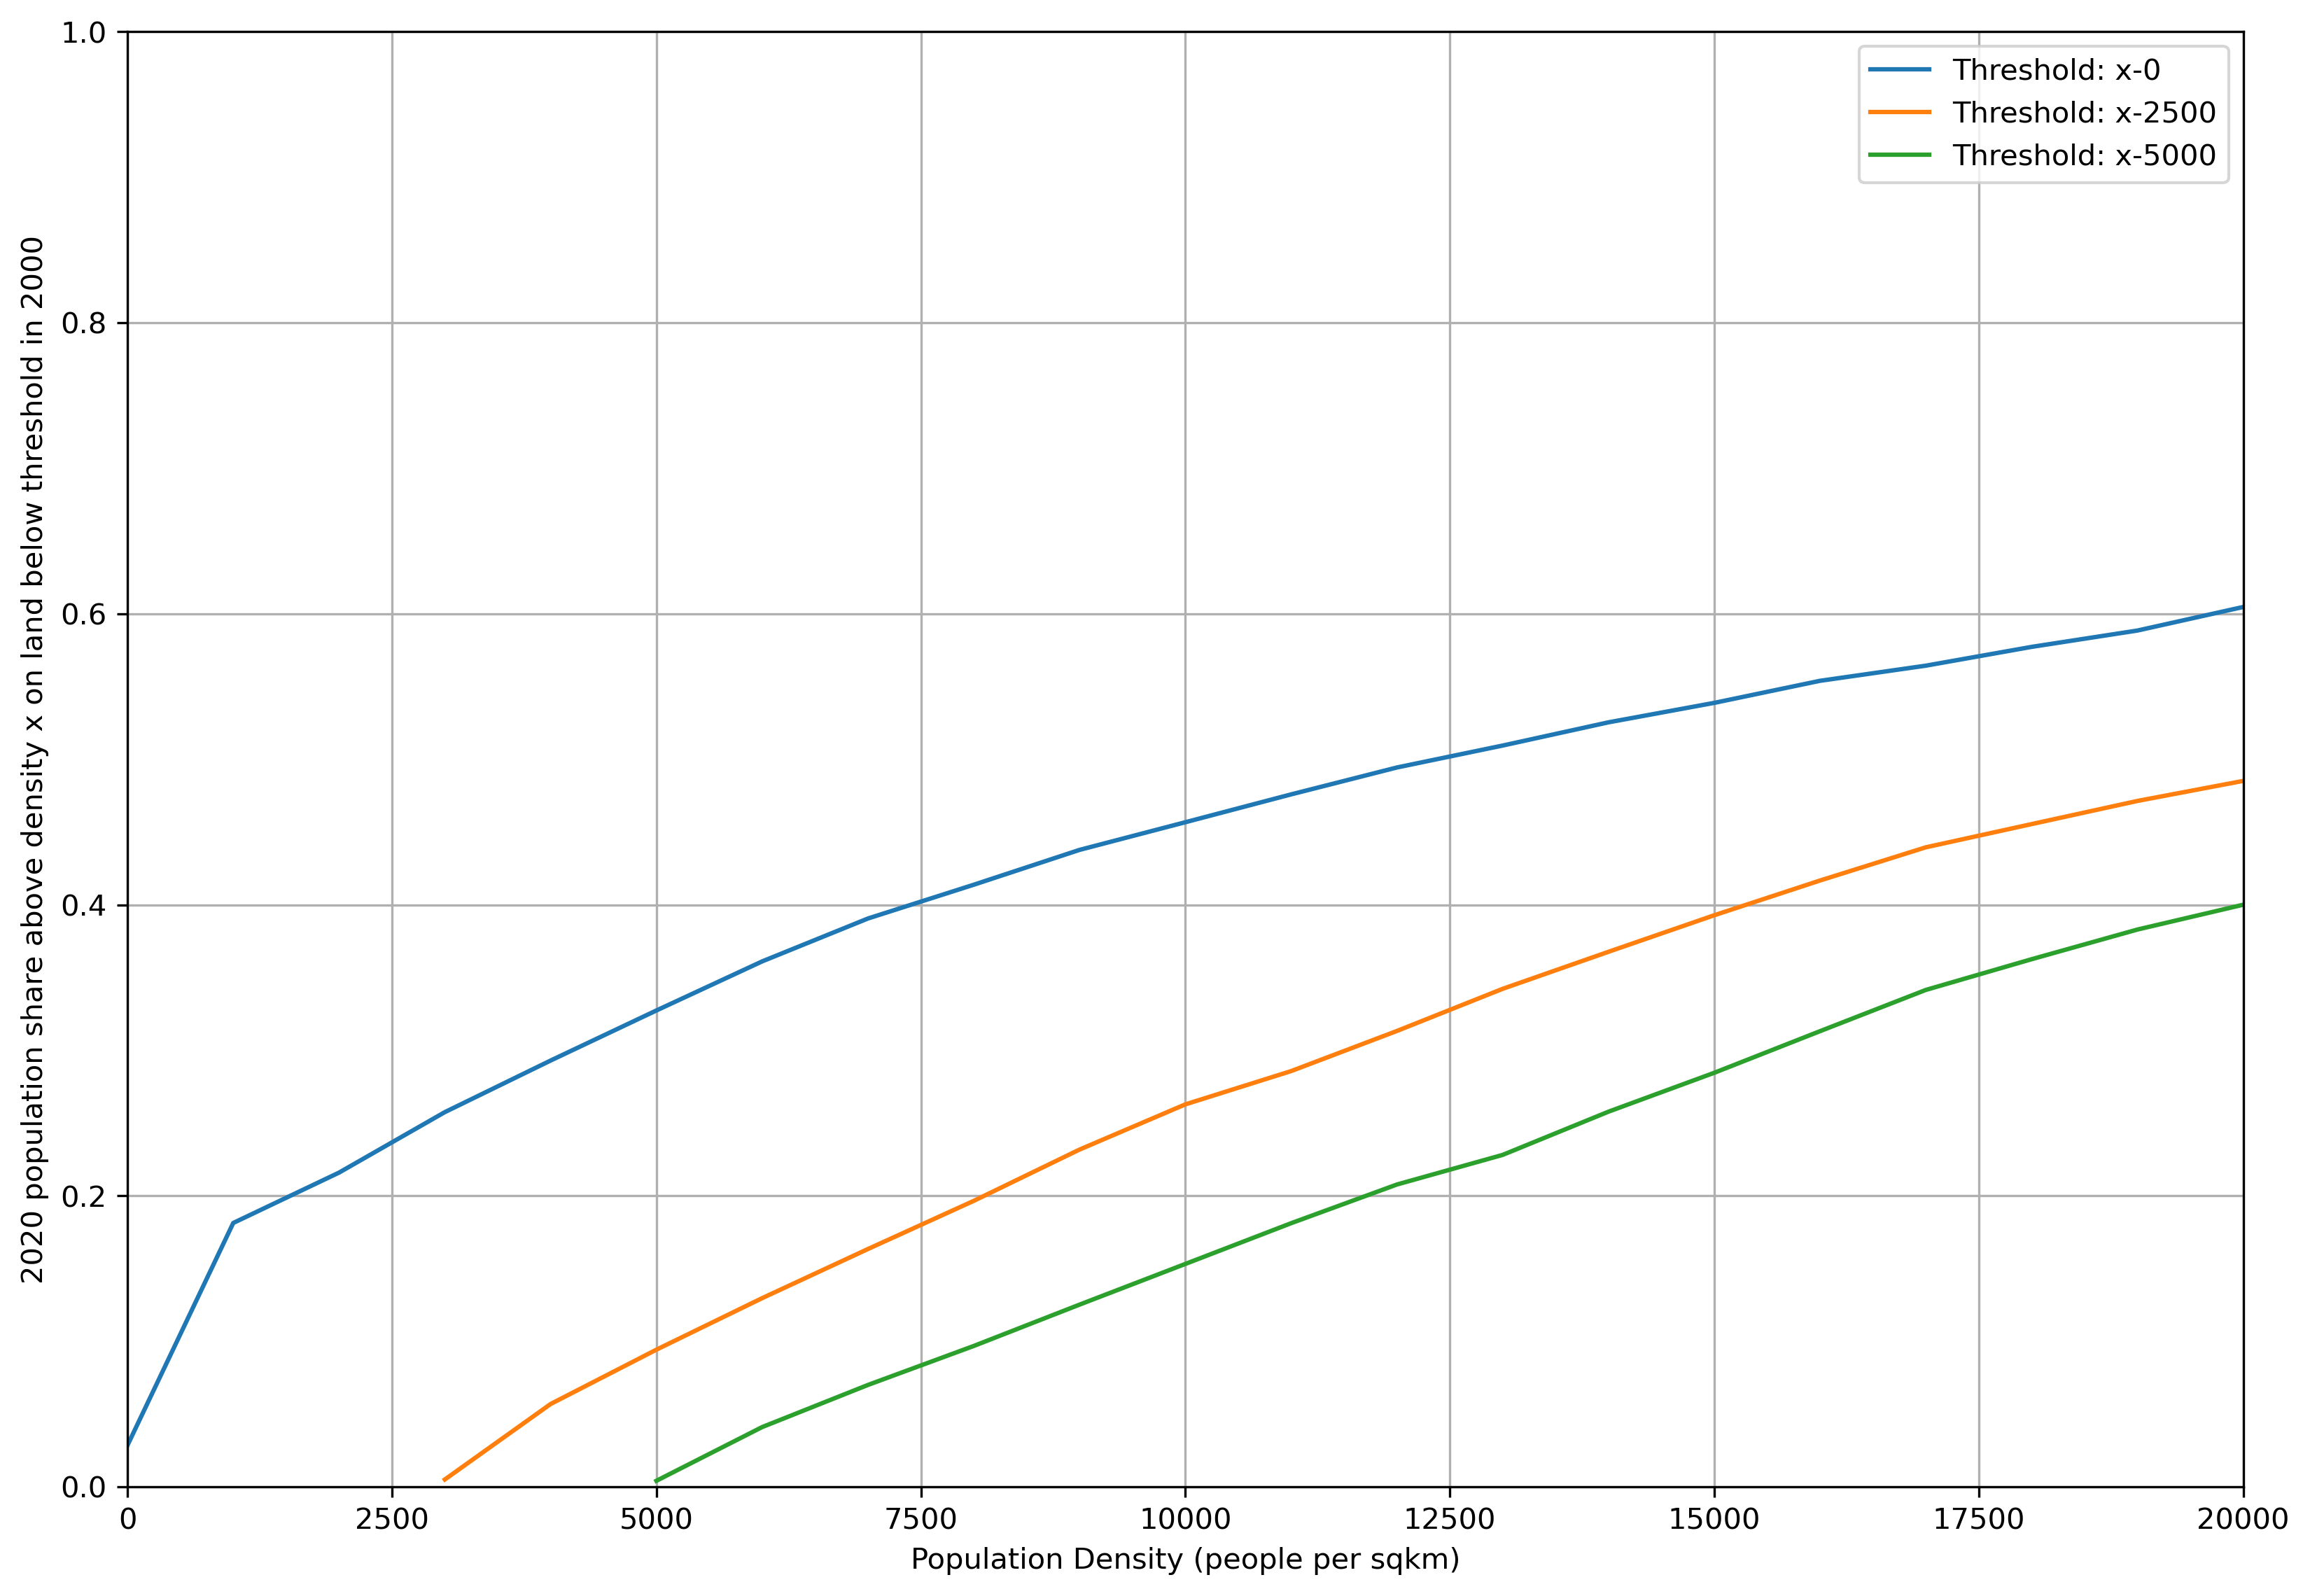 1.0
0.8
0.6
0.4
0.2
0.0
2020 population share above density x on land below threshold in 2000
Threshold: x-0
Threshold: x-2500
Threshold: x-5000
0 2500 5000 7500 10000 12500 15000 17500 20000
Population Density (people per sqkm)